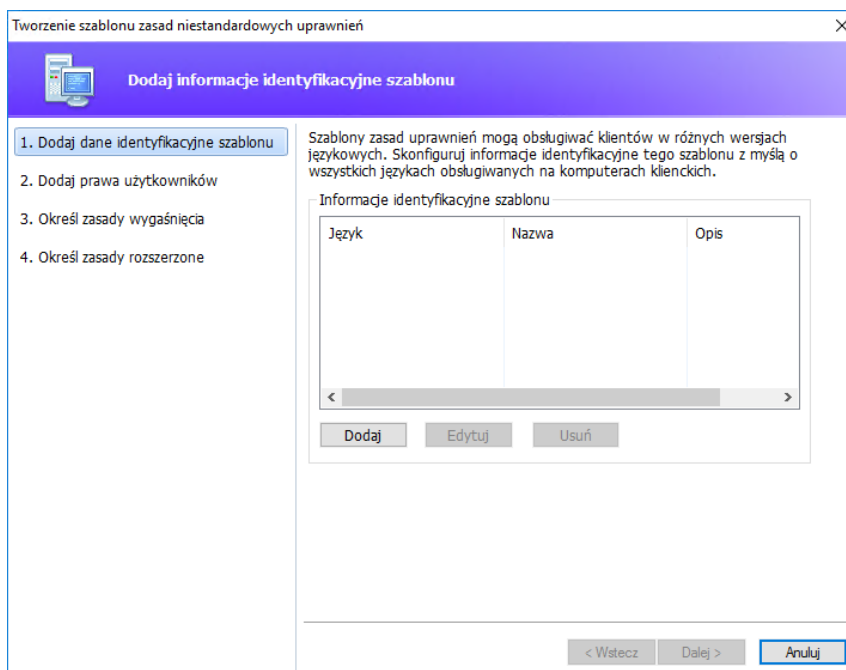 Tworzenie szablonu zasad niestandardowych uprawnień
Dodaj informacje identyfikacyjne szablonu
1. Dodaj dane identyfikacyjne szablonu
2. Dodaj prawa użytkowników
3. Określ zasady wygaśnięcia
4. Określ zasady rozszerzone
Szablony zasad uprawnień mogą obsługiwać klientów w różnych wersjach
językowych. Skonfiguruj informacje identyfikacyjne tego szablonu z myślą o
wszystkich językach obsługiwanych na komputerach klienckich.
Informacje identyfikacyjne szablonu
Język Nazwa Opis
Dodaj Edytuj Usuń
< Wstecz Dalej > Anuluj